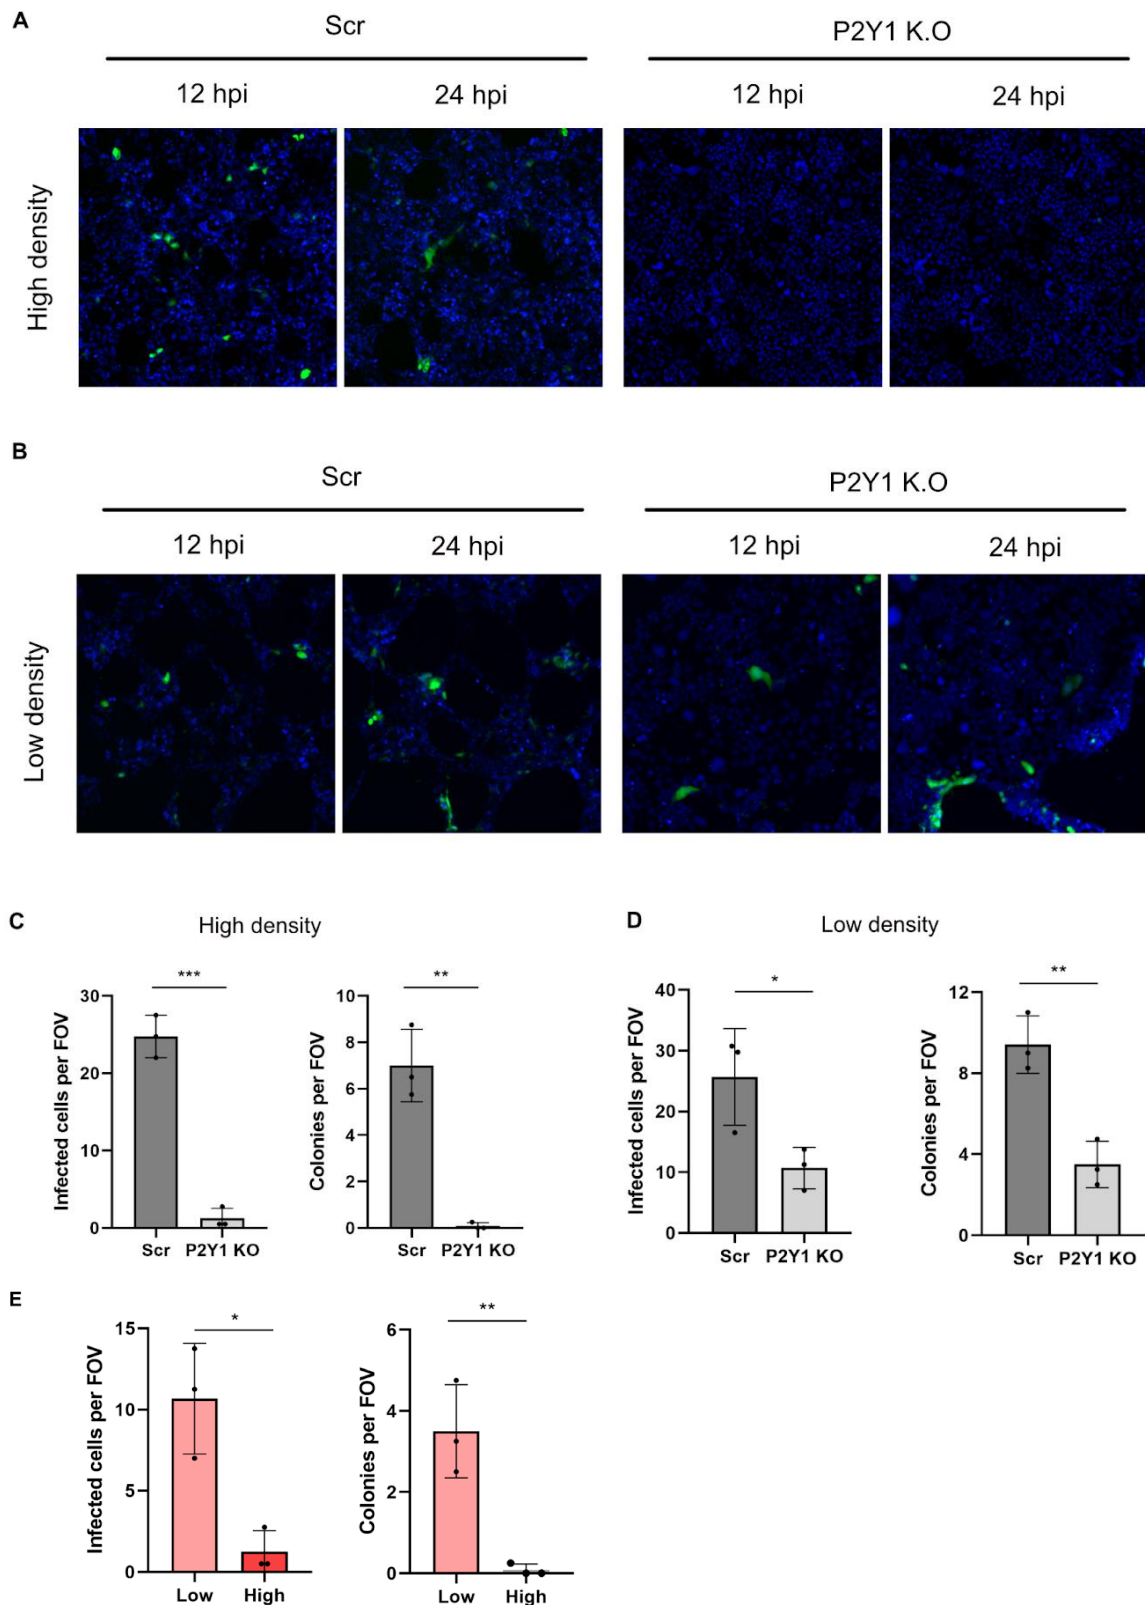 A
Scr
P2Y1 K.O
12 hpi
24 hpi
12 hpi
24 hpi
High density
B
Scr
P2Y1 K.O
12 hpi
24 hpi
12 hpi
24 hpi
Low density
C
High density
D
Low density
***
Infected cells per FOV
30
20
10
0
Scr
P2Y1 KO
**
Colonies per FOV
10
8
6
4
2
0
Scr
P2Y1 KO
*
Infected cells per FOV
40
30
20
10
0
Scr
P2Y1 KO
**
Colonies per FOV
12
9
6
4
0
Scr
P2Y1 KO
E
*
Infected cells per FOV
15
10
5
0
Low
High
**
Colonies per FOV
6
4
2
0
Low
High